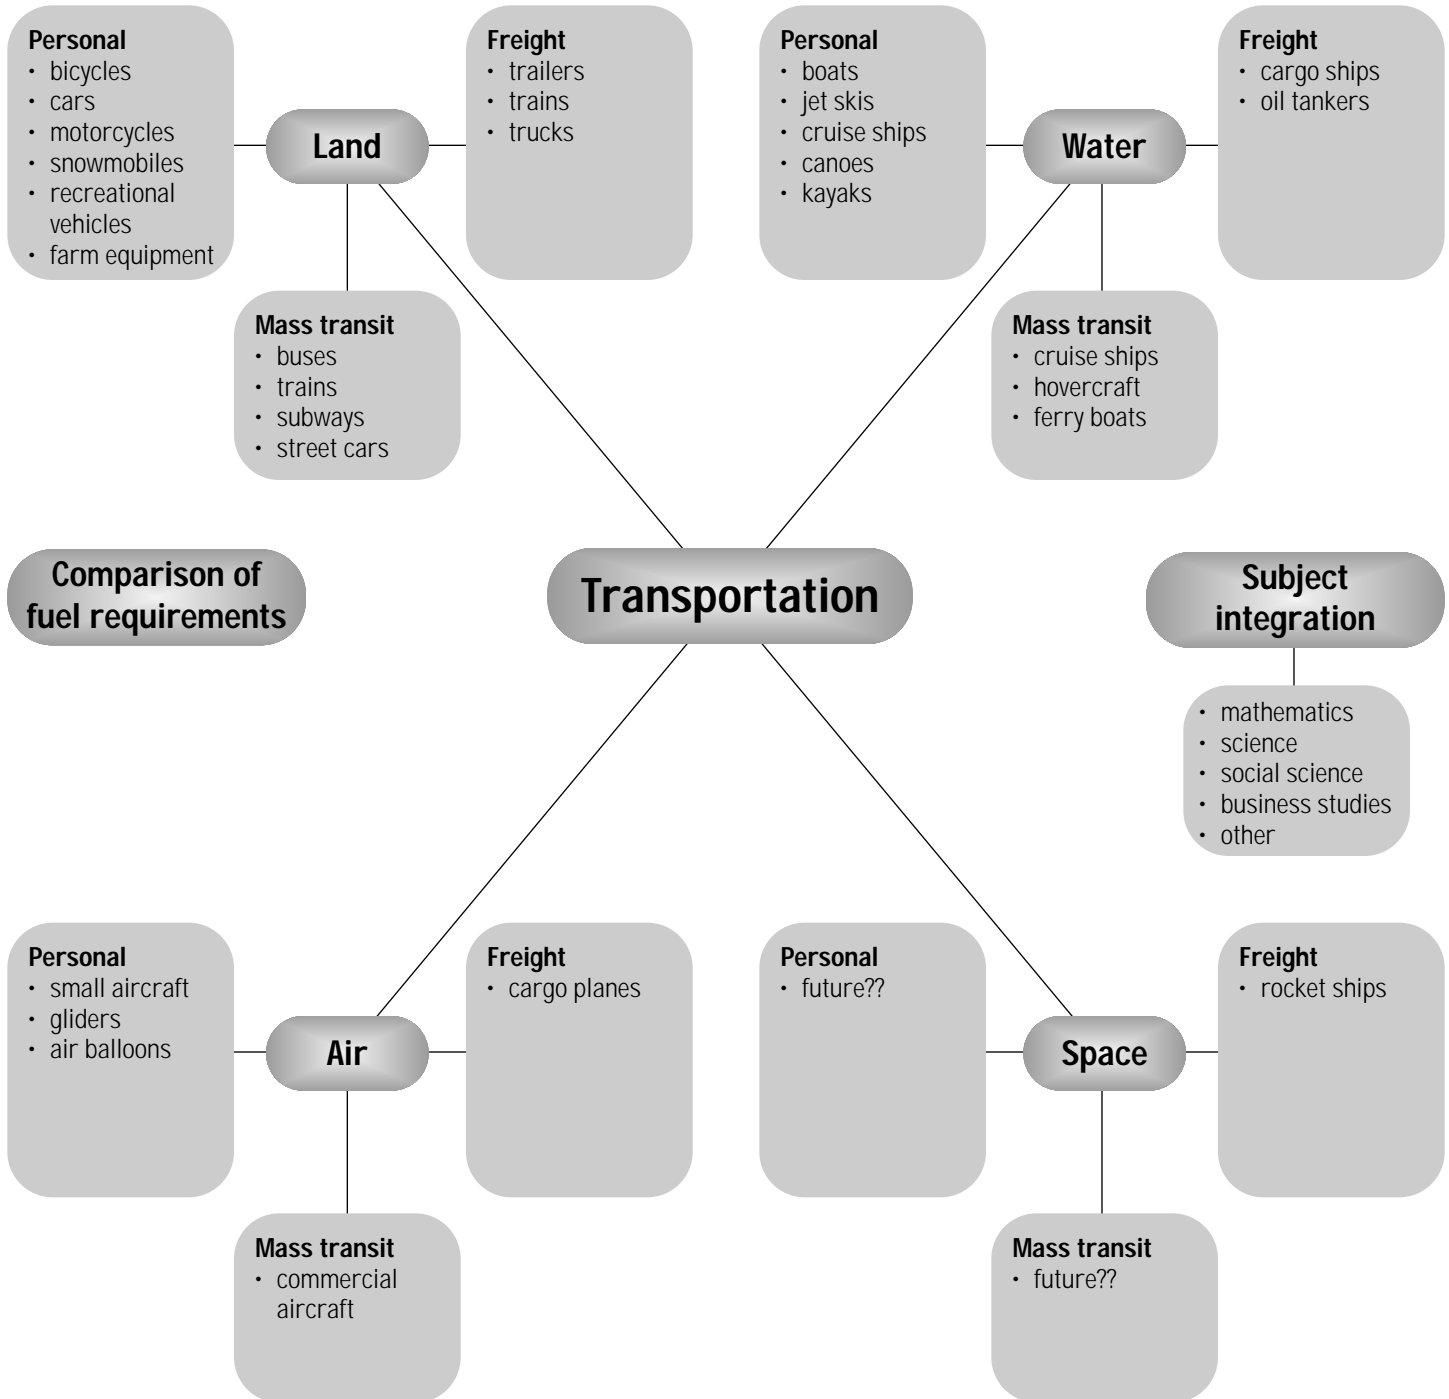 Personal
• bicycles
• cars
• motorcycles
• snowmobiles
• recreational
vehicles
• farm equipment
Land
Freight
• trailers
• trains
• trucks
Mass transit
• buses
• trains
• subways
• street cars
Personal
• boats
• jet skis
• cruise ships
• canoes
• kayaks
Water
Freight
• cargo ships
• oil tankers
Mass transit
• cruise ships
• hovercraft
• ferry boats
Comparison of
fuel requirements
Transportation
Subject
integration
• mathematics
• science
• social science
• business studies
• other
Personal
• small aircraft
• gliders
• air balloons
Air
Freight
• cargo planes
Mass transit
• commercial
aircraft
Personal
• future??
Space
Freight
• rocket ships
Mass transit
• future??